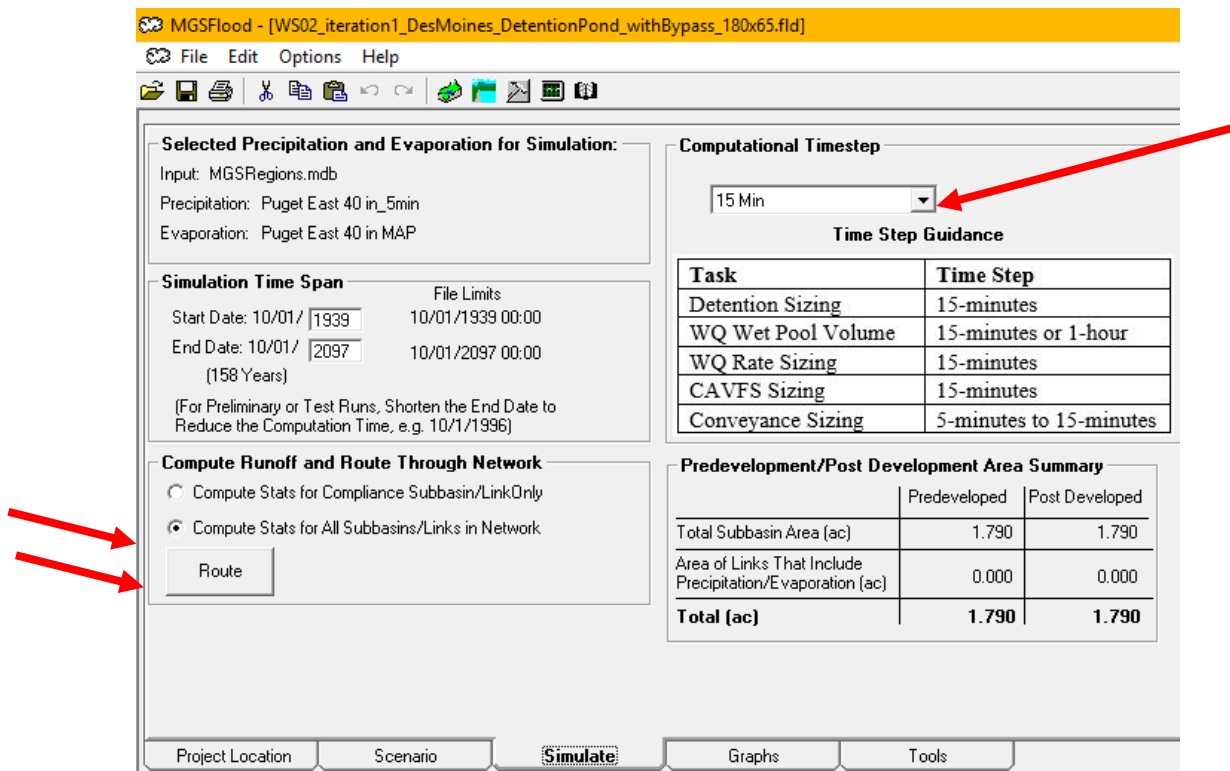 MGSFlood - [WS02_iteration1_DesMoines_DetentionPond_withBypass_180x65.fld]
File Edit Options Help
Selected Precipitation and Evaporation for Simulation:
Input: MGSRegions.mdb
Precipitation: Puget East 40 in_5min
Evaporation: Puget East 40 in MAP
Simulation Time Span
File Limits
Start Date: 10/01/ 1939 10/01/1939 00:00
End Date: 10/01/ 2097 10/01/2097 00:00
(158 Years)
(For Preliminary or Test Runs, Shorten the End Date to
Reduce the Computation Time, e.g. 10/1/1996)
Compute Runoff and Route Through Network
Compute Stats for Compliance Subbasin/LinkOnly
Compute Stats for All Subbasins/Links in Network
Route
Computational Timestep
15 Min
Time Step Guidance
Task Time Step
Detention Sizing 15-minutes
WQ Wet Pool Volume 15-minutes or 1-hour
WQ Rate Sizing 15-minutes
CAVFS Sizing 15-minutes
Conveyance Sizing 5-minutes to 15-minutes
Predevelopment/Post Development Area Summary
Predeveloped Post Developed
Total Subbasin Area (ac) 1.790 1.790
Area of Links That Include
Precipitation/Evaporation (ac) 0.000 0.000
Total (ac) 1.790 1.790
Project Location Scenario Simulate Graphs Tools